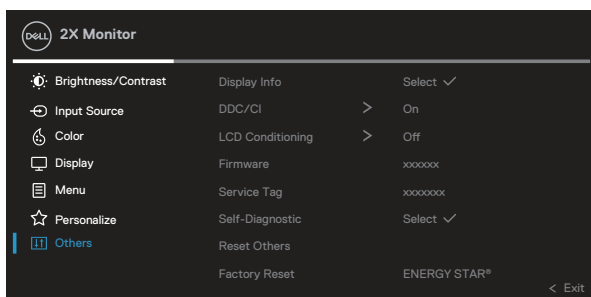 DELL 2X Monitor
Brightness/Contrast Display Info Select ✓
Input Source DDC/CI > On
Color LCD Conditioning > Off
Display Firmware xxxxxx
Menu Service Tag xxxxxxx
Personalize Self-Diagnostic Select ✓
Others Reset Others
Factory Reset ENERGY STAR®
< Exit